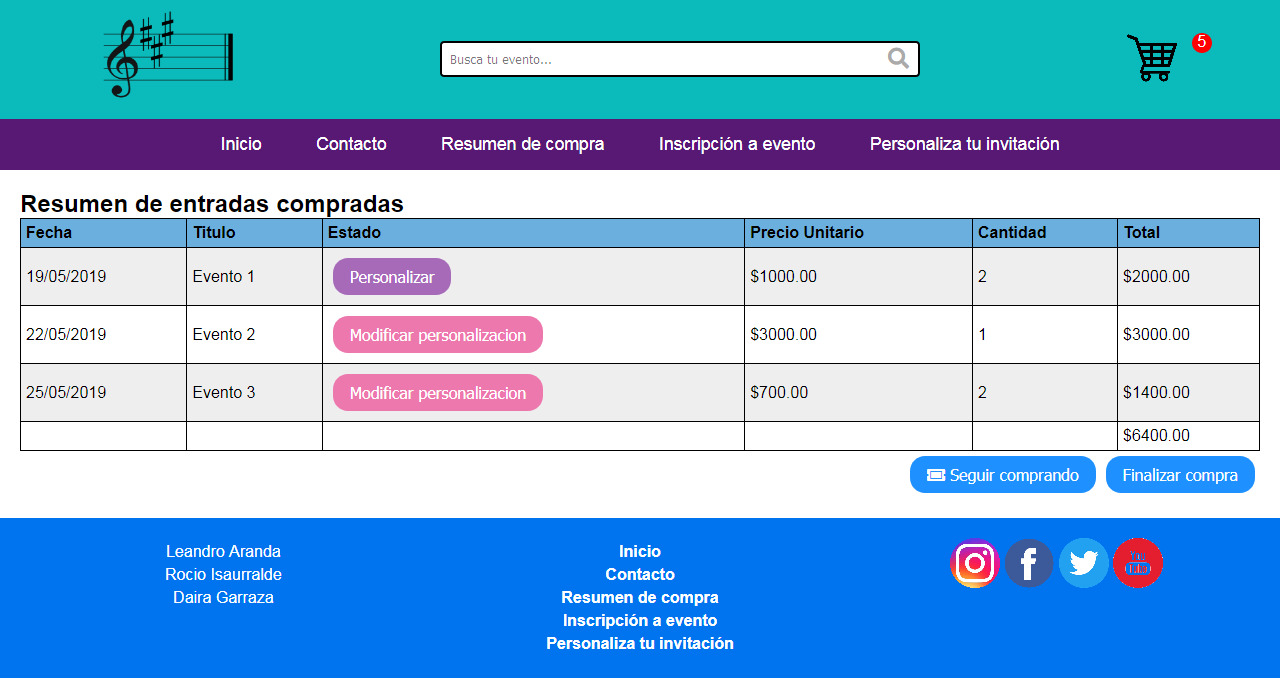 Busca tu evento...
5
Inicio Contacto Resumen de compra Inscripción a evento Personaliza tu invitación
Resumen de entradas compradas
Fecha Titulo Estado Precio Unitario Cantidad Total
19/05/2019 Evento 1 Personalizar $1000.00 2 $2000.00
22/05/2019 Evento 2 Modificar personalizacion $3000.00 1 $3000.00
25/05/2019 Evento 3 Modificar personalizacion $700.00 2 $1400.00
$6400.00
Seguir comprando Finalizar compra
Leandro Aranda
Rocio Isaurralde
Daira Garraza
Inicio
Contacto
Resumen de compra
Inscripción a evento
Personaliza tu invitación